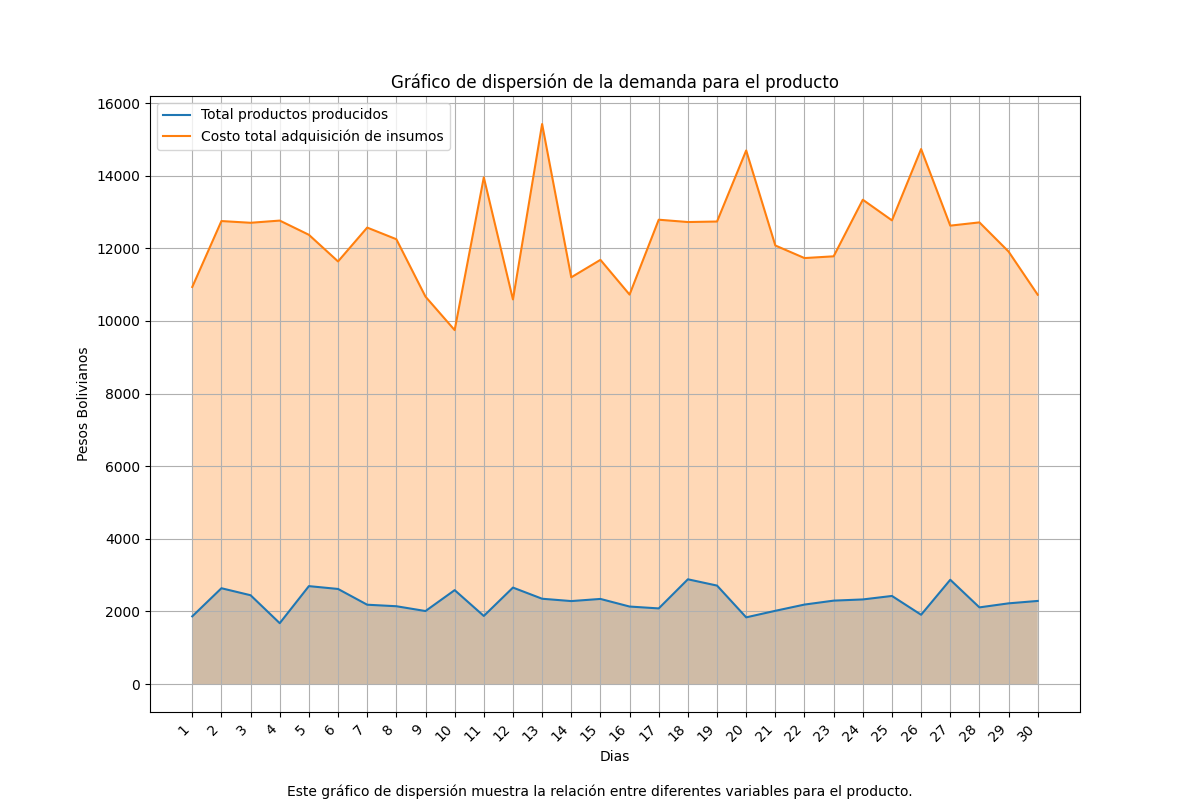 Gráfico de dispersión de la demanda para el producto
Total productos producidos
Costo total adquisición de insumos
Pesos Bolivianos
16000
14000
12000
10000
8000
6000
4000
2000
0
1 2 3 4 5 6 7 8 9 10 11 12 13 14 15 16 17 18 19 20 21 22 23 24 25 26 27 28 29 30
Dias
Este gráfico de dispersión muestra la relación entre diferentes variables para el producto.